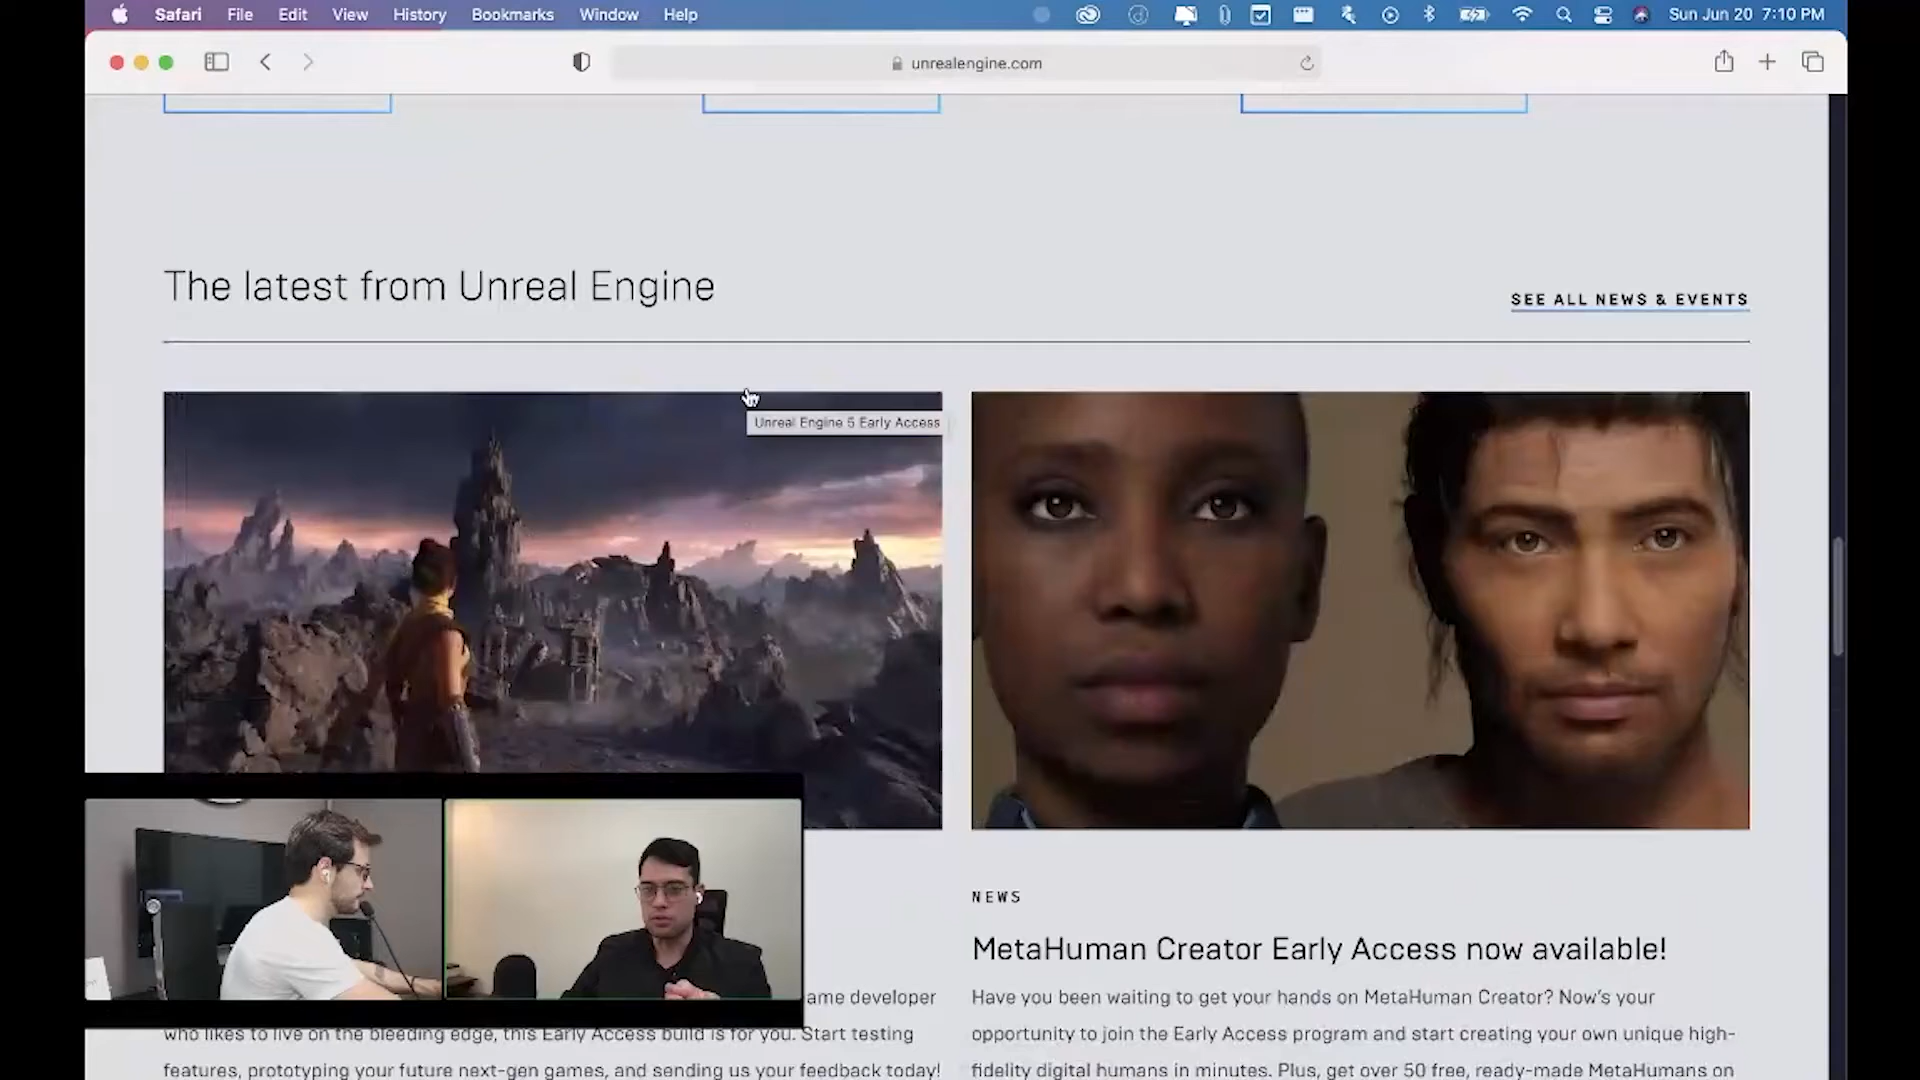 Safari File Edit View History Bookmarks Window Help Sun Jun 20 7:10 PM
unrealengine.com
The latest from Unreal Engine
SEE ALL NEWS & EVENTS
Unreal Engine 5 Early Access
ame developer
who likes to live on the bleeding edge, this Early Access build is for you. Start testing
features, prototyping your future next-gen games, and sending us your feedback today!
NEWS
MetaHuman Creator Early Access now available!
Have you been waiting to get your hands on MetaHuman Creator? Now's your
opportunity to join the Early Access program and start creating your own unique high-
fidelity digital humans in minutes. Plus, get over 50 free, ready-made MetaHumans on